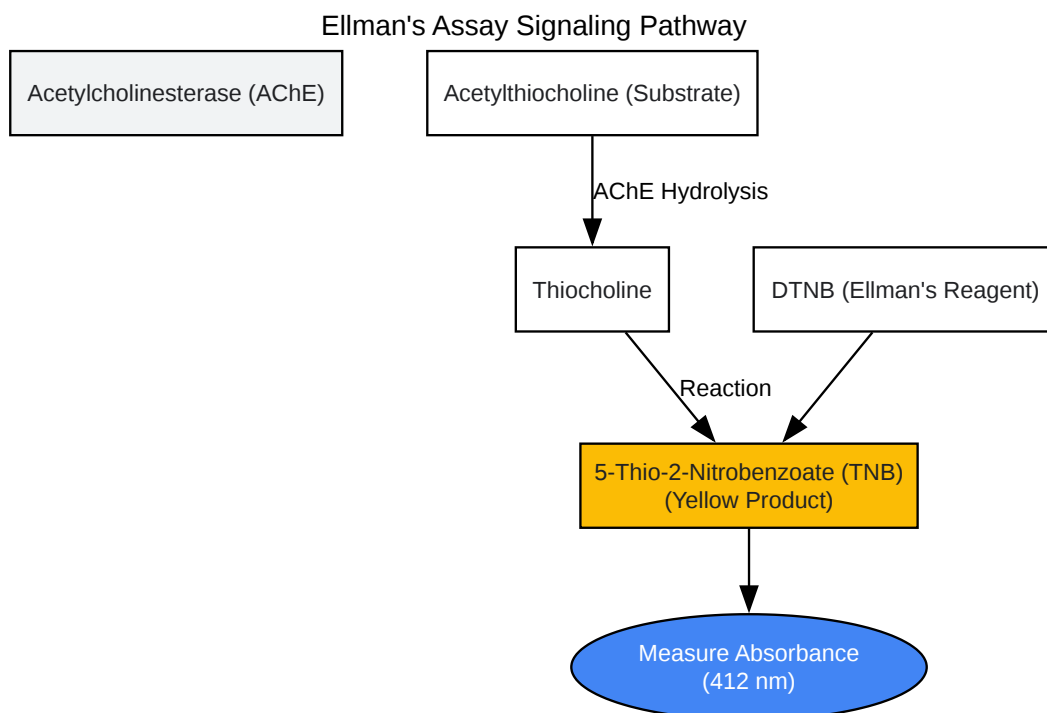 Ellman's Assay Signaling Pathway
Acetylcholinesterase (AChE)
Acetylthiocholine (Substrate)
AChE Hydrolysis
Thiocholine
DTNB (Ellman's Reagent)
Reaction
5-Thio-2-Nitrobenzoate (TNB)
(Yellow Product)
Measure Absorbance
(412 nm)